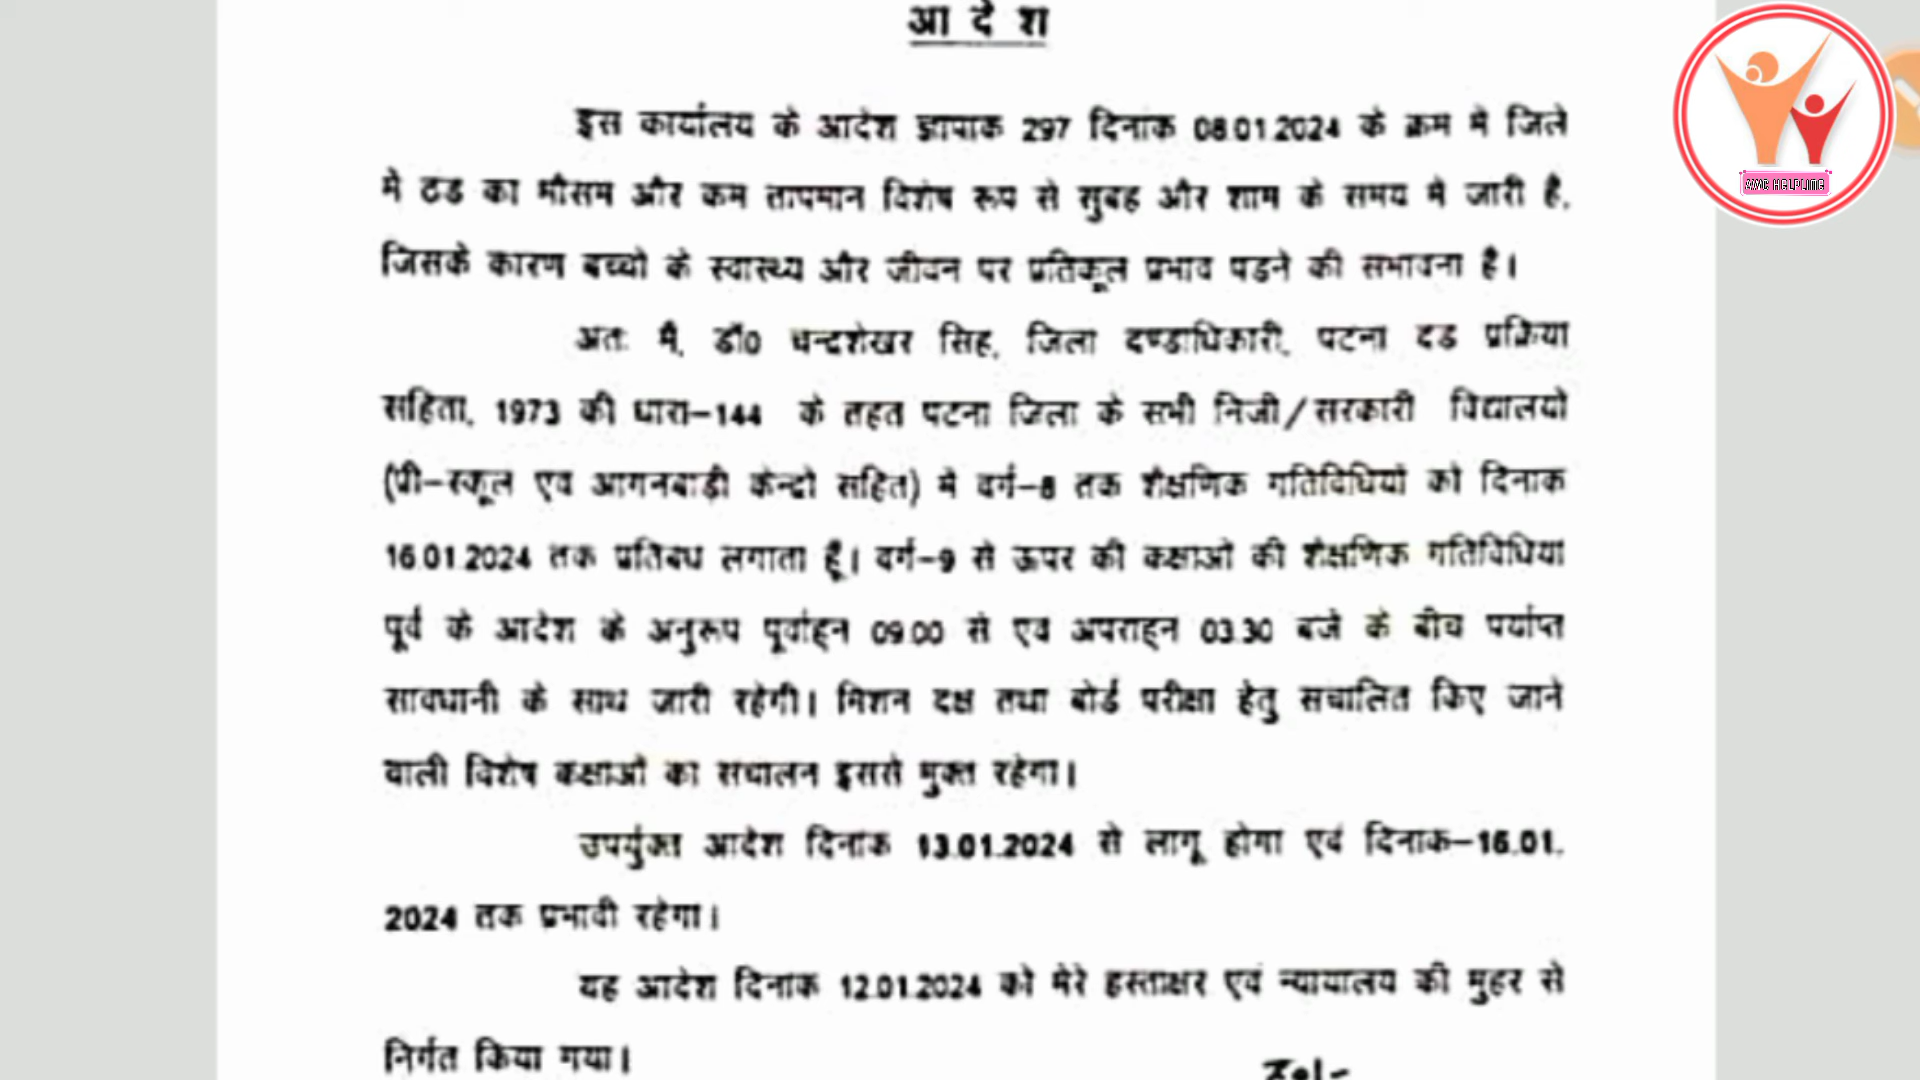 आ दे श
इस कार्यालय के आदेश ज्ञापांक 297 दिनांक 08.01.2024 के क्रम में जिले
में ठंड का मौसम और कम तापमान विशेष रूप से सुबह और शाम के समय में जारी है,
जिसके कारण बच्चों के स्वास्थ्य और जीवन पर प्रतिकूल प्रभाव पड़ने की संभावना है।
अतः मैं, डॉ0 चन्द्रशेखर सिंह, जिला दण्डाधिकारी, पटना दंड प्रक्रिया
संहिता, 1973 की धारा-144 के तहत पटना जिला के सभी निजी/सरकारी विद्यालयों
(प्री-स्कूल एवं आंगनबाड़ी केन्द्रों सहित) में वर्ग-8 तक शैक्षणिक गतिविधियों को दिनांक
16.01.2024 तक प्रतिबंध लगाता हूँ। वर्ग-9 से ऊपर की कक्षाओं की शैक्षणिक गतिविधियां
पूर्व के आदेश के अनुरूप पूर्वाह्न 09.00 से एवं अपराह्न 03.30 बजे के बीच पर्याप्त
सावधानी के साथ जारी रहेगी। मिशन दक्ष तथा बोर्ड परीक्षा हेतु संचालित किए जाने
वाली विशेष कक्षाओं का संचालन इससे मुक्त रहेगा।
उपर्युक्त आदेश दिनांक 13.01.2024 से लागू होगा एवं दिनांक-16.01.
2024 तक प्रभावी रहेगा।
यह आदेश दिनांक 12.01.2024 को मेरे हस्ताक्षर एवं न्यायालय की मुहर से
निर्गत किया गया।
AMC HELPLINE